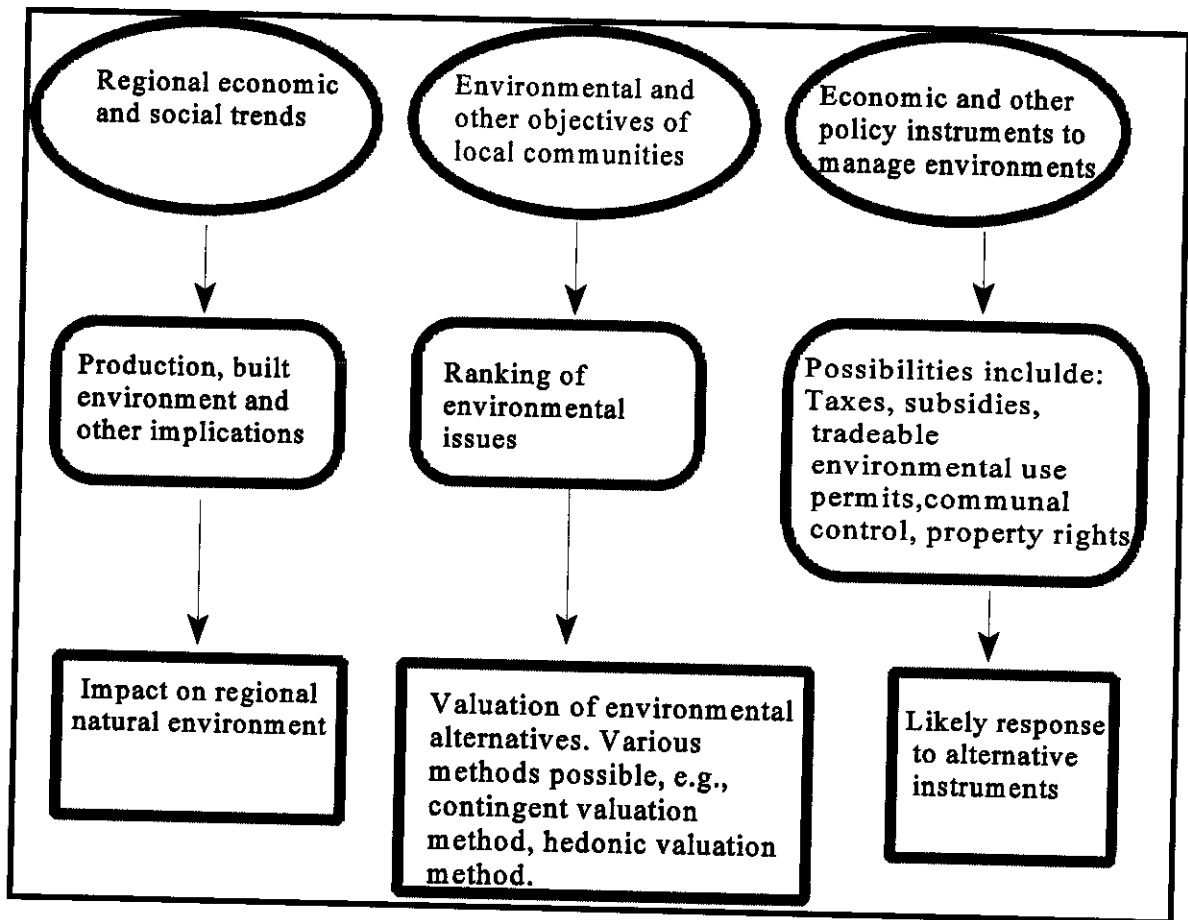 Regional economic
and social trends
Environmental and
other objectives of
local communities
Economic and other
policy instruments to
manage environments
Production, built
environment and
other implications
Ranking of
environmental
issues
Possibilities inclulde:
Taxes, subsidies,
tradeable
environmental use
permits,communal
control, property rights
Impact on regional
natural environment
Valuation of environmental
alternatives. Various
methods possible, e.g.,
contingent valuation
method, hedonic valuation
method.
Likely response
to alternative
instruments